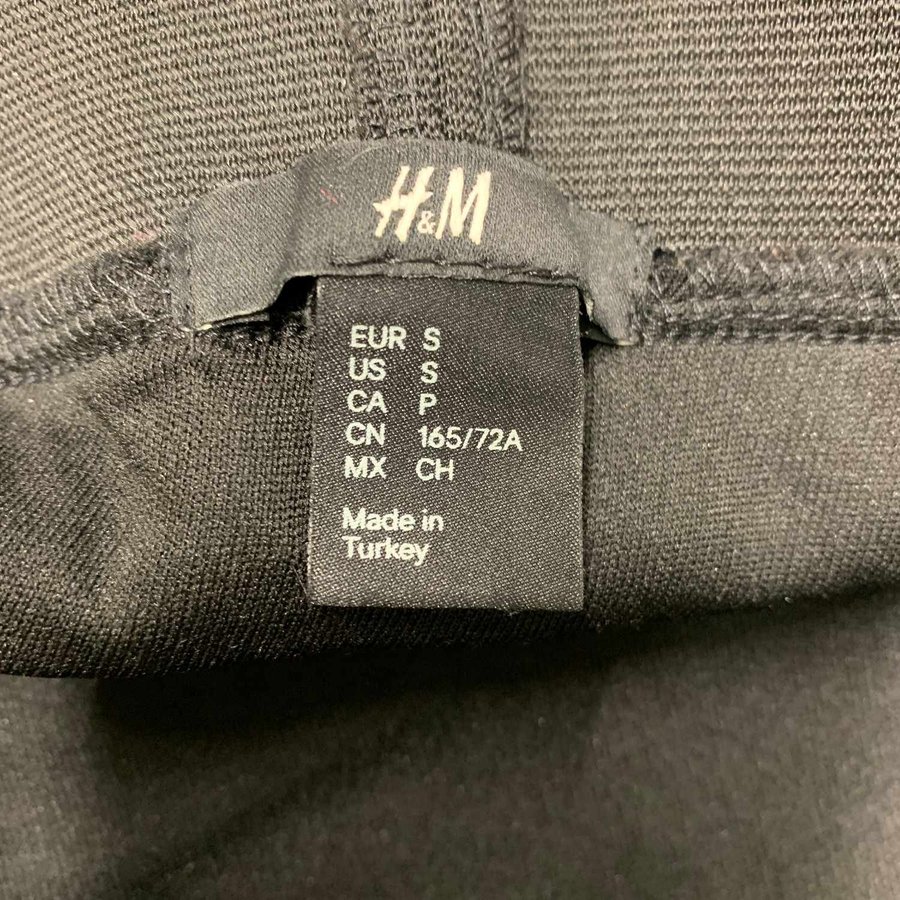 H&M
EUR S
US S
CA P
CN 165/72A
MX CH
Made in
Turkey